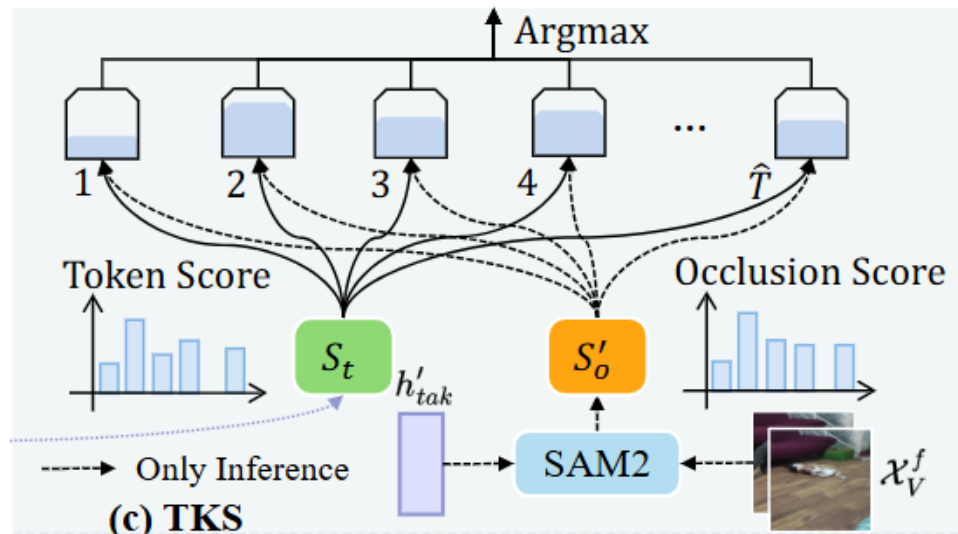 Argmax
1 2 3 4 ... T̂
Token Score
Occlusion Score
S_t
S′_o
h′_tak
Only Inference
SAM2
𝒳_V^f
(c) TKS